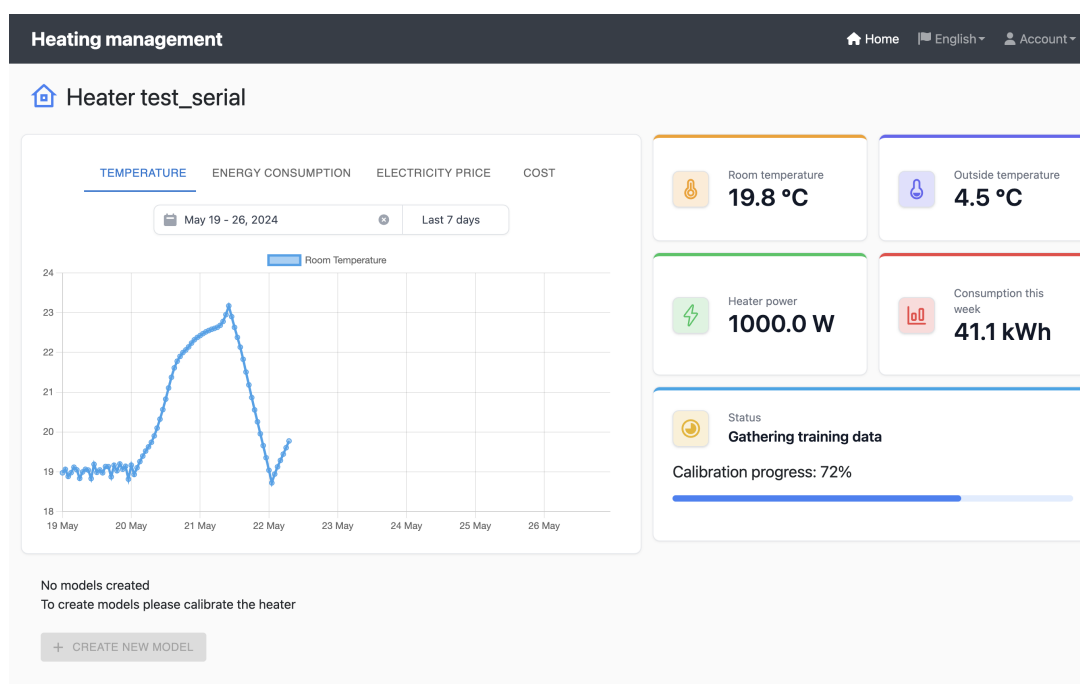 Heating management
Home
English
Account
Heater test_serial
TEMPERATURE
ENERGY CONSUMPTION
ELECTRICITY PRICE
COST
May 19 - 26, 2024
Last 7 days
Room Temperature
24
23
22
21
20
19
18
19 May
20 May
21 May
22 May
23 May
24 May
25 May
26 May
Room temperature
19.8 °C
Outside temperature
4.5 °C
Heater power
1000.0 W
Consumption this
week
41.1 kWh
Status
Gathering training data
Calibration progress: 72%
No models created
To create models please calibrate the heater
+ CREATE NEW MODEL